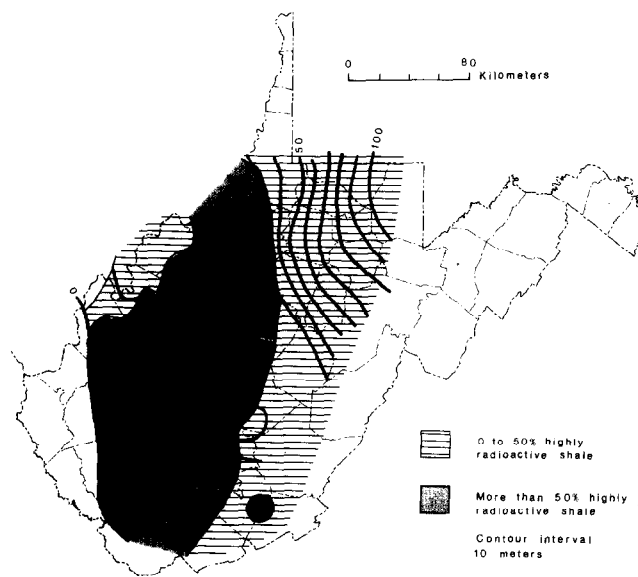 0
80
Kilometers
50
100
0
0 to 50% highly
radioactive shale
More than 50% highly
radioactive shale
Contour interval
10 meters